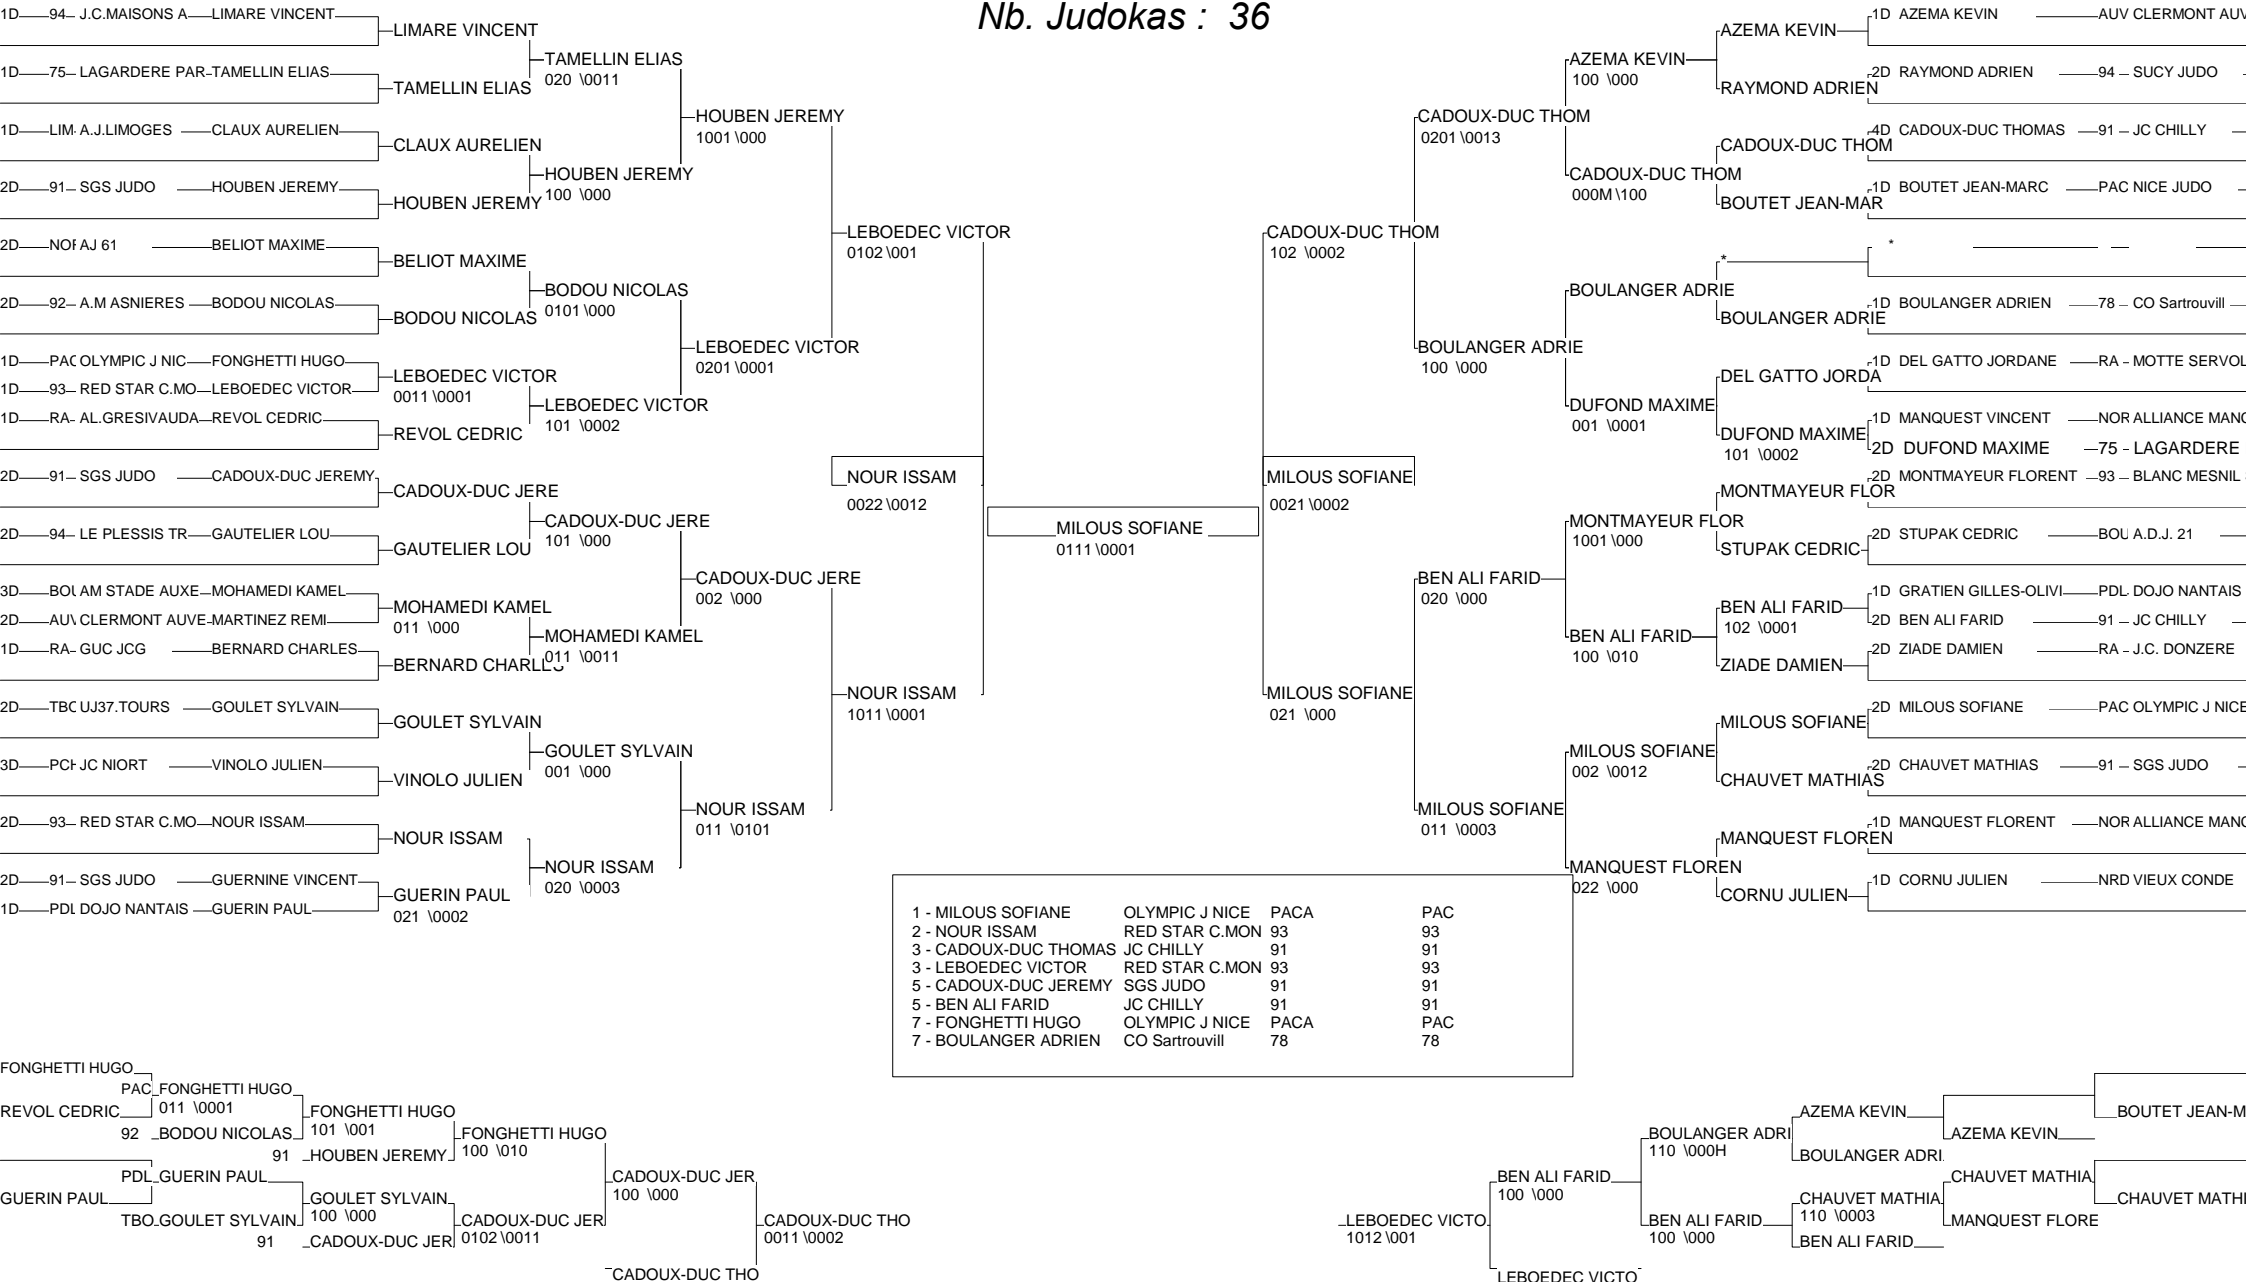 Nb. Judokas : 36
1D 94 J.C.MAISONS A LIMARE VINCENT
1D 75 LAGARDERE PAR TAMELLIN ELIAS
1D LIM A.J.LIMOGES CLAUX AURELIEN
2D 91 SGS JUDO HOUBEN JEREMY
2D AJ 61 BELIOT MAXIME
2D 92 A.M ASNIERES BODOU NICOLAS
1D PAC OLYMPIC J NIC FONGHETTI HUGO
1D 93 RED STAR C.MO LEBOEDEC VICTOR
1D RA AL.GRESIVAUDA REVOL CEDRIC
2D 91 SGS JUDO CADOUX-DUC JEREMY
2D 94 LE PLESSIS TR GAUTELIER LOU
3D AM STADE AUXE MOHAMEDI KAMEL
2D CLERMONT AUVE MARTINEZ REMI
1D RA GUC JCG BERNARD CHARLES
2D UJ37.TOURS GOULET SYLVAIN
3D JC NIORT VINOLO JULIEN
2D 93 RED STAR C.MO NOUR ISSAM
2D 91 SGS JUDO GUERNINE VINCENT
1D PDL DOJO NANTAIS GUERIN PAUL
LIMARE VINCENT
TAMELLIN ELIAS
CLAUX AURELIEN
HOUBEN JEREMY
BELIOT MAXIME
BODOU NICOLAS
LEBOEDEC VICTOR
0011 \0001
REVOL CEDRIC
CADOUX-DUC JERE
GAUTELIER LOU
MOHAMEDI KAMEL
011 \000
BERNARD CHARLES
GOULET SYLVAIN
VINOLO JULIEN
NOUR ISSAM
GUERIN PAUL
021 \0002
TAMELLIN ELIAS
020 \0011
HOUBEN JEREMY
100 \000
BODOU NICOLAS
0101 \000
LEBOEDEC VICTOR
101 \0002
CADOUX-DUC JERE
101 \000
MOHAMEDI KAMEL
011 \0011
GOULET SYLVAIN
001 \000
NOUR ISSAM
020 \0003
HOUBEN JEREMY
1001 \000
LEBOEDEC VICTOR
0201 \0001
CADOUX-DUC JERE
002 \000
NOUR ISSAM
011 \0101
LEBOEDEC VICTOR
0102 \001
NOUR ISSAM
0022 \0012
NOUR ISSAM
1011 \0001
MILOUS SOFIANE
0111 \0001
CADOUX-DUC THOM
102 \0002
MILOUS SOFIANE
0021 \0002
MILOUS SOFIANE
021 \000
CADOUX-DUC THOM
0201 \0013
BOULANGER ADRIE
100 \000
BEN ALI FARID
020 \000
MILOUS SOFIANE
011 \0003
AZEMA KEVIN
100 \000
CADOUX-DUC THOM
000M \100
BOULANGER ADRIE
DUFOND MAXIME
001 \0001
MONTMAYEUR FLOR
1001 \000
BEN ALI FARID
100 \010
MILOUS SOFIANE
002 \0012
MANQUEST FLOREN
022 \000
AZEMA KEVIN
RAYMOND ADRIEN
CADOUX-DUC THOM
BOUTET JEAN-MAR
*
BOULANGER ADRIE
DEL GATTO JORDA
DUFOND MAXIME
101 \0002
MONTMAYEUR FLOR
STUPAK CEDRIC
BEN ALI FARID
102 \0001
ZIADE DAMIEN
MILOUS SOFIANE
CHAUVET MATHIAS
MANQUEST FLOREN
CORNU JULIEN
1D AZEMA KEVIN AUV CLERMONT AUV
2D RAYMOND ADRIEN 94 SUCY JUDO
4D CADOUX-DUC THOMAS 91 JC CHILLY
1D BOUTET JEAN-MARC PAC NICE JUDO
*
1D BOULANGER ADRIEN 78 CO Sartrouvill
1D DEL GATTO JORDANE RA MOTTE SERVOL
1D MANQUEST VINCENT NOR ALLIANCE MANC
2D DUFOND MAXIME 75 LAGARDERE
2D MONTMAYEUR FLORENT 93 BLANC MESNIL
2D STUPAK CEDRIC BOU A.D.J. 21
1D GRATIEN GILLES-OLIVI PDL DOJO NANTAIS
2D BEN ALI FARID 91 JC CHILLY
2D ZIADE DAMIEN RA J.C. DONZERE
2D MILOUS SOFIANE PAC OLYMPIC J NICE
2D CHAUVET MATHIAS 91 SGS JUDO
1D MANQUEST FLORENT NOR ALLIANCE MANC
1D CORNU JULIEN NRD VIEUX CONDE
1 - MILOUS SOFIANE OLYMPIC J NICE PACA PAC
2 - NOUR ISSAM RED STAR C.MON 93 93
3 - CADOUX-DUC THOMAS JC CHILLY 91 91
3 - LEBOEDEC VICTOR RED STAR C.MON 93 93
5 - CADOUX-DUC JEREMY SGS JUDO 91 91
5 - BEN ALI FARID JC CHILLY 91 91
7 - FONGHETTI HUGO OLYMPIC J NICE PACA PAC
7 - BOULANGER ADRIEN CO Sartrouvill 78 78
FONGHETTI HUGO
REVOL CEDRIC
GUERIN PAUL
PAC FONGHETTI HUGO
011 \0001
92 BODOU NICOLAS
PDL GUERIN PAUL
TBO GOULET SYLVAIN
FONGHETTI HUGO
101 \001
91 HOUBEN JEREMY
GOULET SYLVAIN
100 \000
91 CADOUX-DUC JER
FONGHETTI HUGO
100 \010
CADOUX-DUC JER
0102 \0011
CADOUX-DUC JER
100 \000
CADOUX-DUC THO
CADOUX-DUC THO
0011 \0002
LEBOEDEC VICTO
1012 \001
BEN ALI FARID
100 \000
LEBOEDEC VICTO
BOULANGER ADRI
110 \000H
BEN ALI FARID
100 \000
AZEMA KEVIN
BOULANGER ADRI
CHAUVET MATHIA
110 \0003
BEN ALI FARID
AZEMA KEVIN
CHAUVET MATHIA
MANQUEST FLORE
BOUTET JEAN-M
CHAUVET MATHI